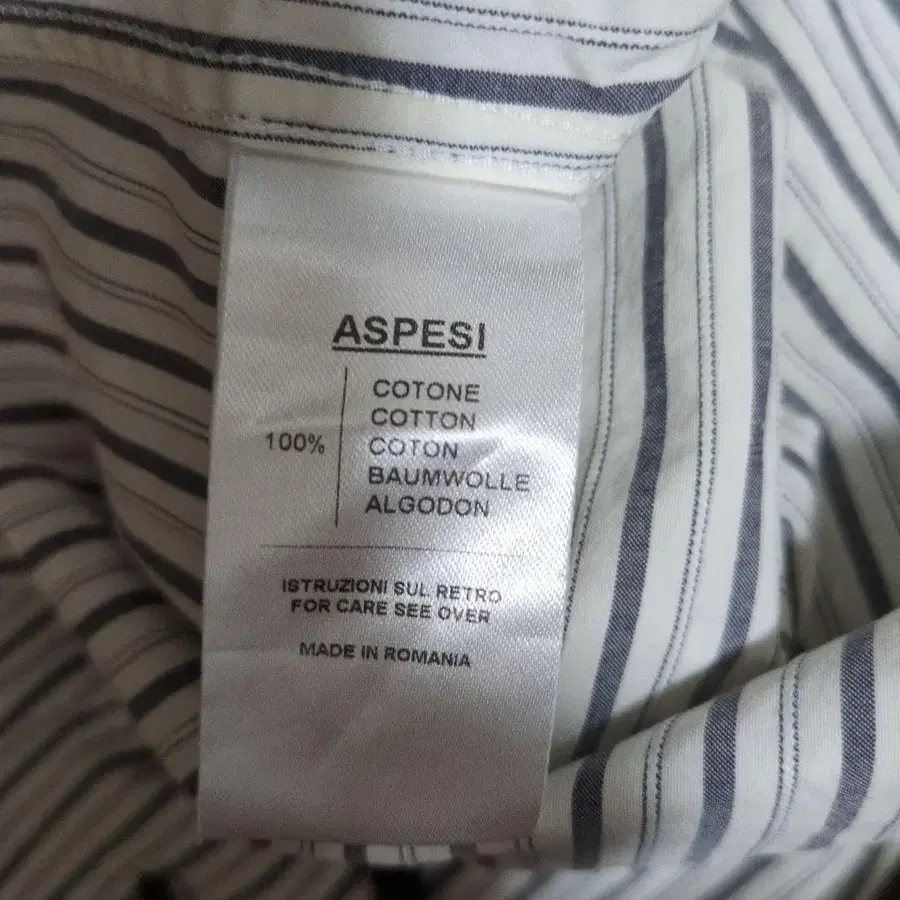 ASPESI
100%
COTONE
COTTON
COTON
BAUMWOLLE
ALGODON
ISTRUZIONI SUL RETRO
FOR CARE SEE OVER
MADE IN ROMANIA